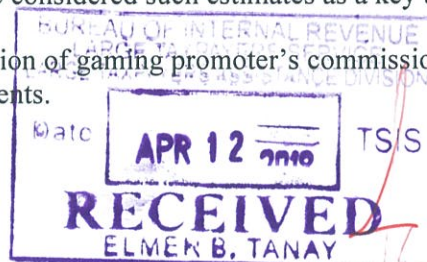 considered such estimates as a key
BUREAU OF INTERNAL REVENUE
LARGE TAXPAYERS SERVICE
ion of gaming promoter's commissio
LARGE TAXPAYERS ASSISTANCE DIVISION
ents.
Date
APR 12
TSIS
RECEIVED
ELMER B. TANAY